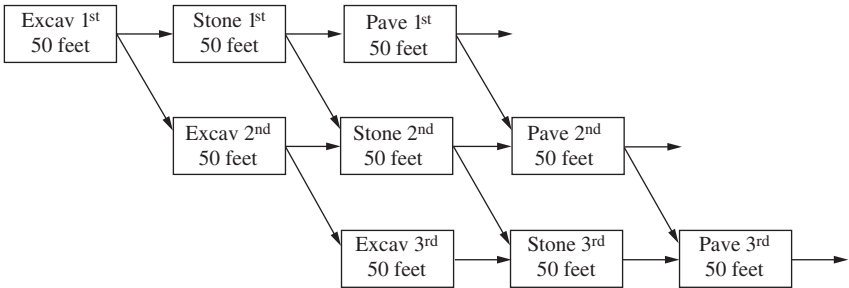 Excav 1st
50 feet
Stone 1st
50 feet
Pave 1st
50 feet
Excav 2nd
50 feet
Stone 2nd
50 feet
Pave 2nd
50 feet
Excav 3rd
50 feet
Stone 3rd
50 feet
Pave 3rd
50 feet